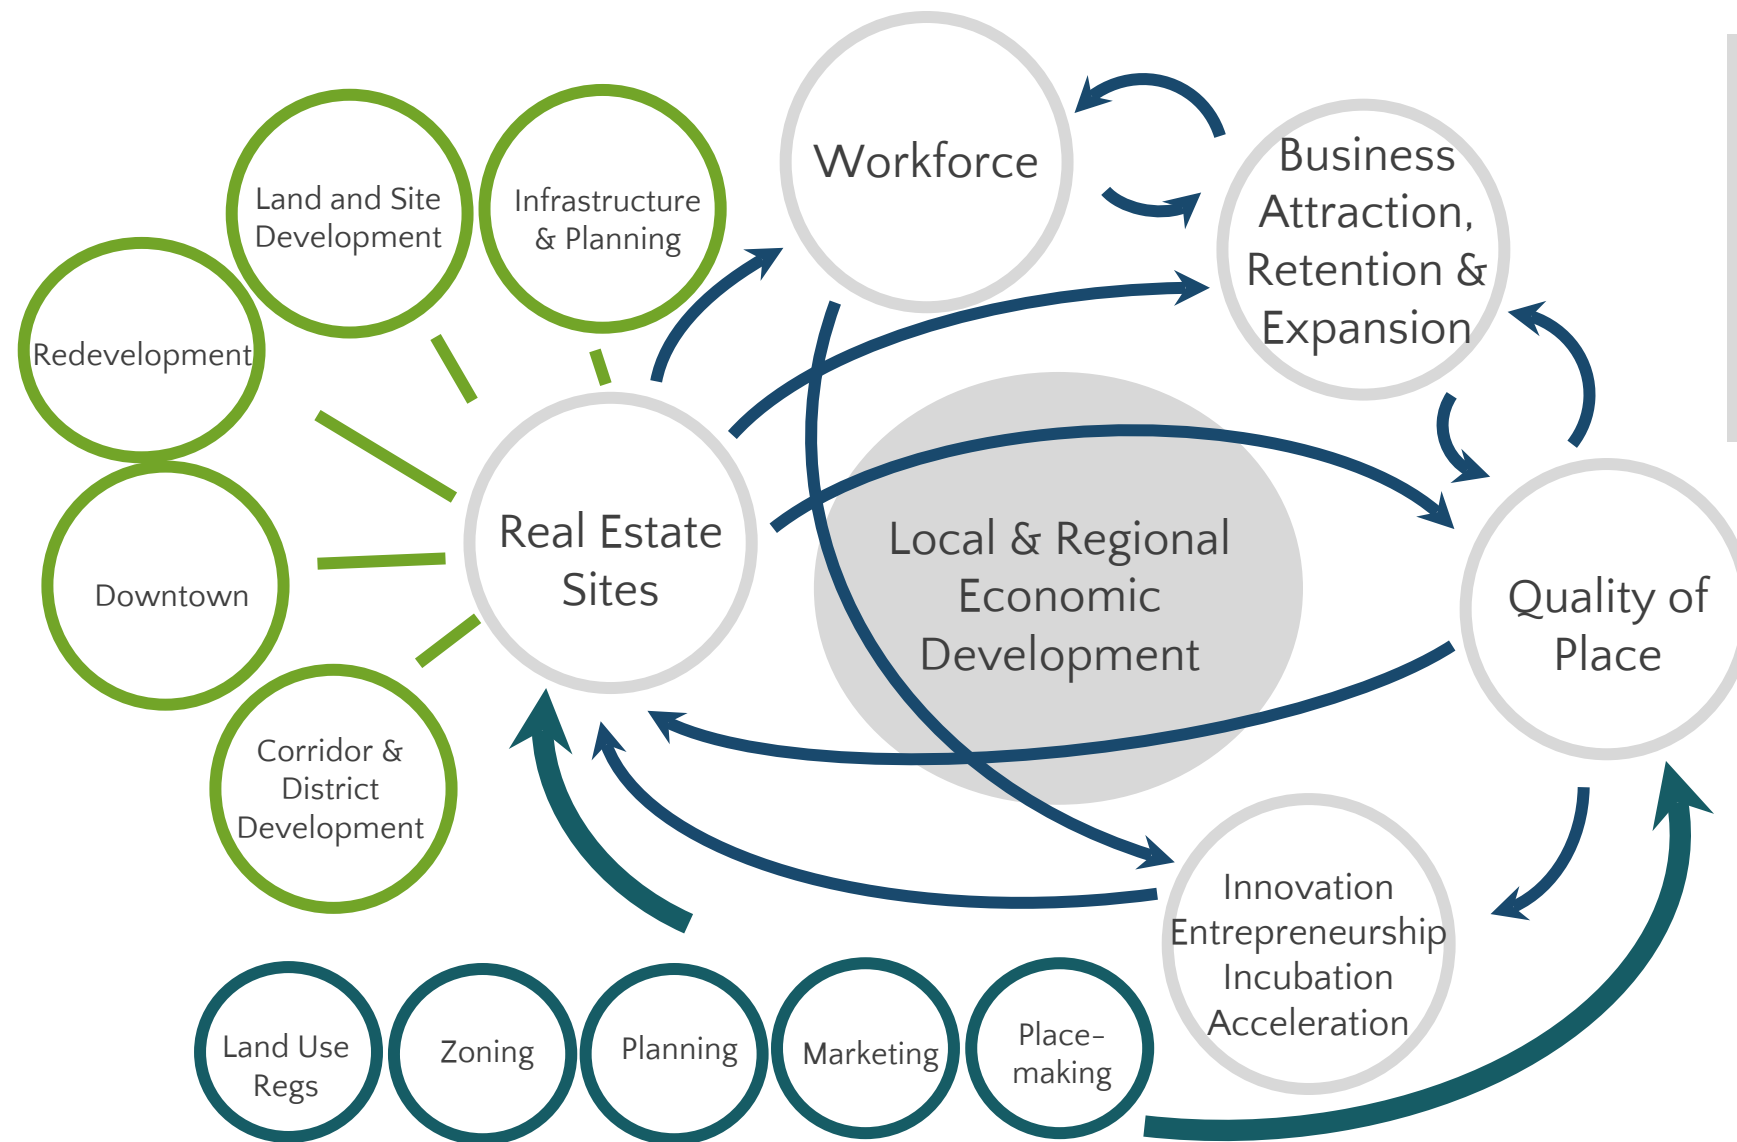 Workforce
Business
Attraction,
Retention &
Expansion
Land and Site
Development
Infrastructure
& Planning
Redevelopment
Real Estate
Sites
Local & Regional
Economic
Development
Quality of
Place
Downtown
Corridor &
District
Development
Innovation
Entrepreneurship
Incubation
Acceleration
Land Use
Regs
Zoning
Planning
Marketing
Place-
making